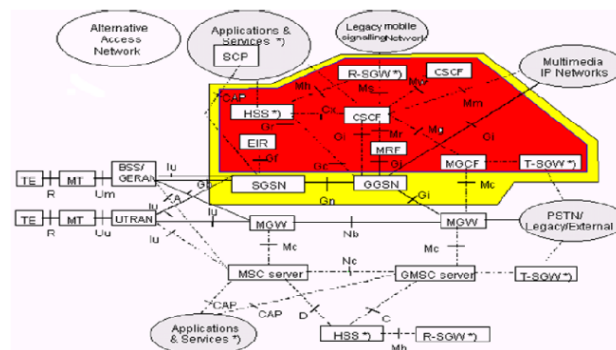 Alternative
Access
Network
Applications &
Services *)
Legacy mobile
signallingNetwork
Multimedia
IP Networks
SCP
R-SGW *)
CSCF
CAP
Mh
Ms
Mm
HSS *)
Cx
CSCF
Gr
Gi
Mr
Mg
Gi
EIR
MRF
MGCF
T-SGW *)
Gf
Gc
Gi
Mc
BSS/
GERAN
Iu
Gb
SGSN
Gn
GGSN
Gi
TE
R
MT
Um
A
Iu
TE
R
MT
Uu
UTRAN
Iu
Iu
MGW
Nb
MGW
PSTN/
Legacy/External
Mc
Mc
MSC server
Nc
GMSC server
T-SGW *)
CAP
CAP
D
C
Applications
& Services *)
HSS *)
Mh
R-SGW *)